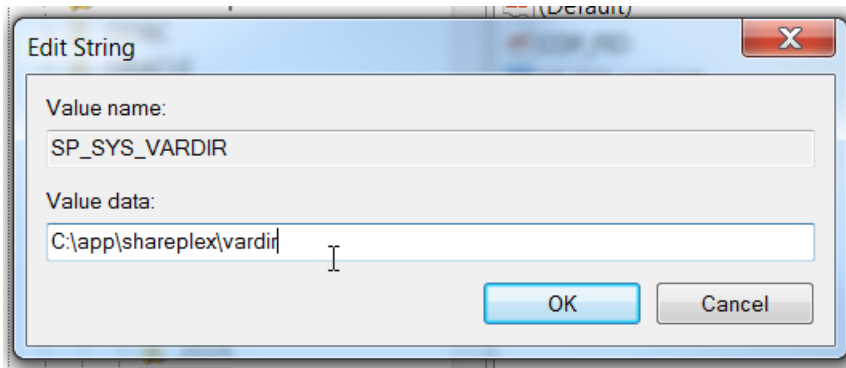 (Default)
Edit String
Value name:
SP_SYS_VARDIR
Value data:
C:\app\shareplex\vardir
OK
Cancel